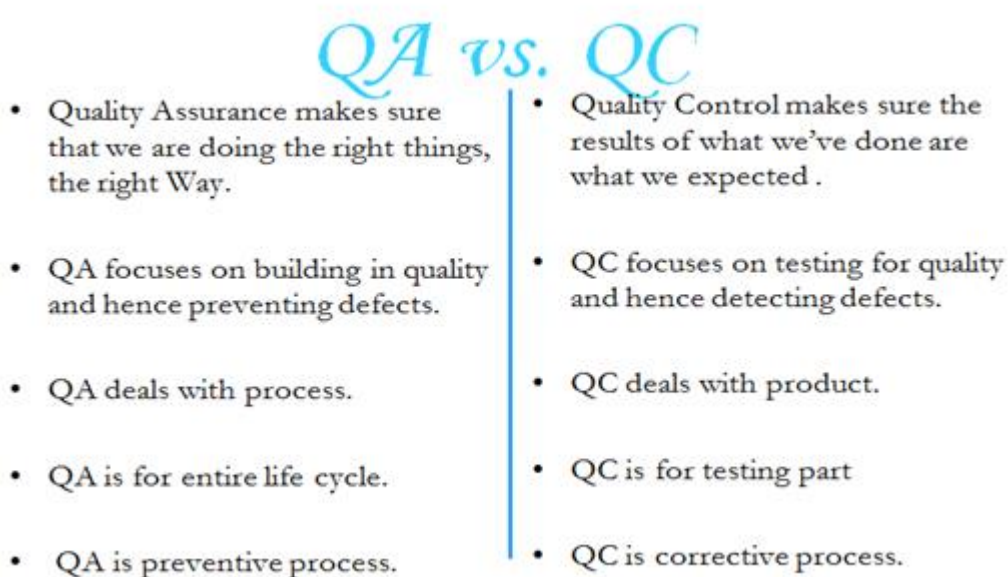 QA vs. QC
• Quality Assurance makes sure
that we are doing the right things,
the right Way.
• QA focuses on building in quality
and hence preventing defects.
• QA deals with process.
• QA is for entire life cycle.
• QA is preventive process.
• Quality Control makes sure the
results of what we’ve done are
what we expected .
• QC focuses on testing for quality
and hence detecting defects.
• QC deals with product.
• QC is for testing part
• QC is corrective process.